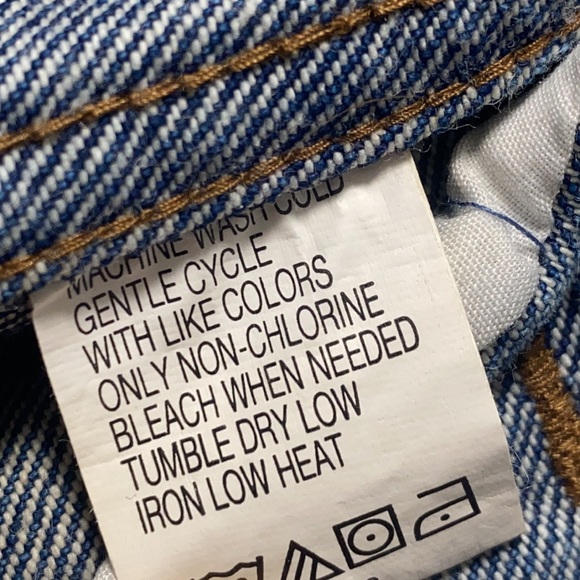 MACHINE WASH COLD
GENTLE CYCLE
WITH LIKE COLORS
ONLY NON-CHLORINE
BLEACH WHEN NEEDED
TUMBLE DRY LOW
IRON LOW HEAT